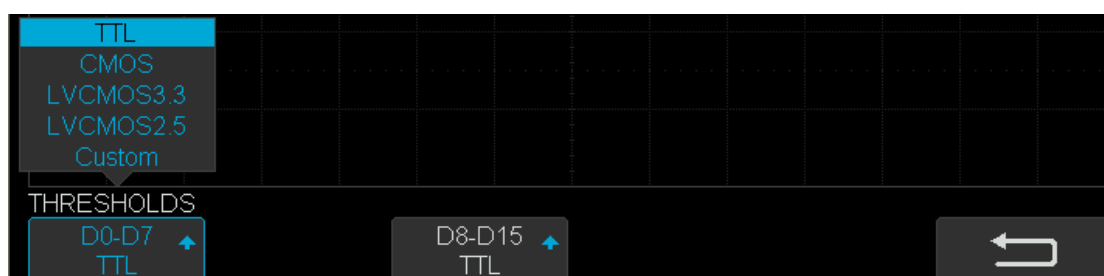 TTL
CMOS
LVCMOS3.3
LVCMOS2.5
Custom
THRESHOLDS
D0-D7
TTL
D8-D15
TTL